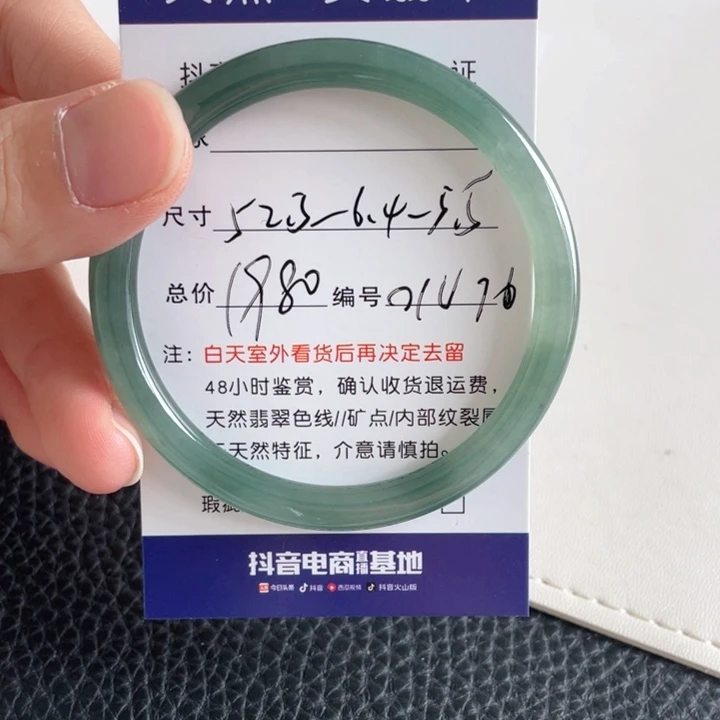 抖 证
尺寸 52.3-6.4-5.5
总价 1980 编号 01476
注：白天室外看货后再决定去留
48小时鉴赏，确认收货退运费，
天然翡翠色线//矿点/内部纹裂
天然特征，介意请慎拍。
瑕 □
抖音电商直播基地
今日头条 抖音 西瓜视频 抖音火山版